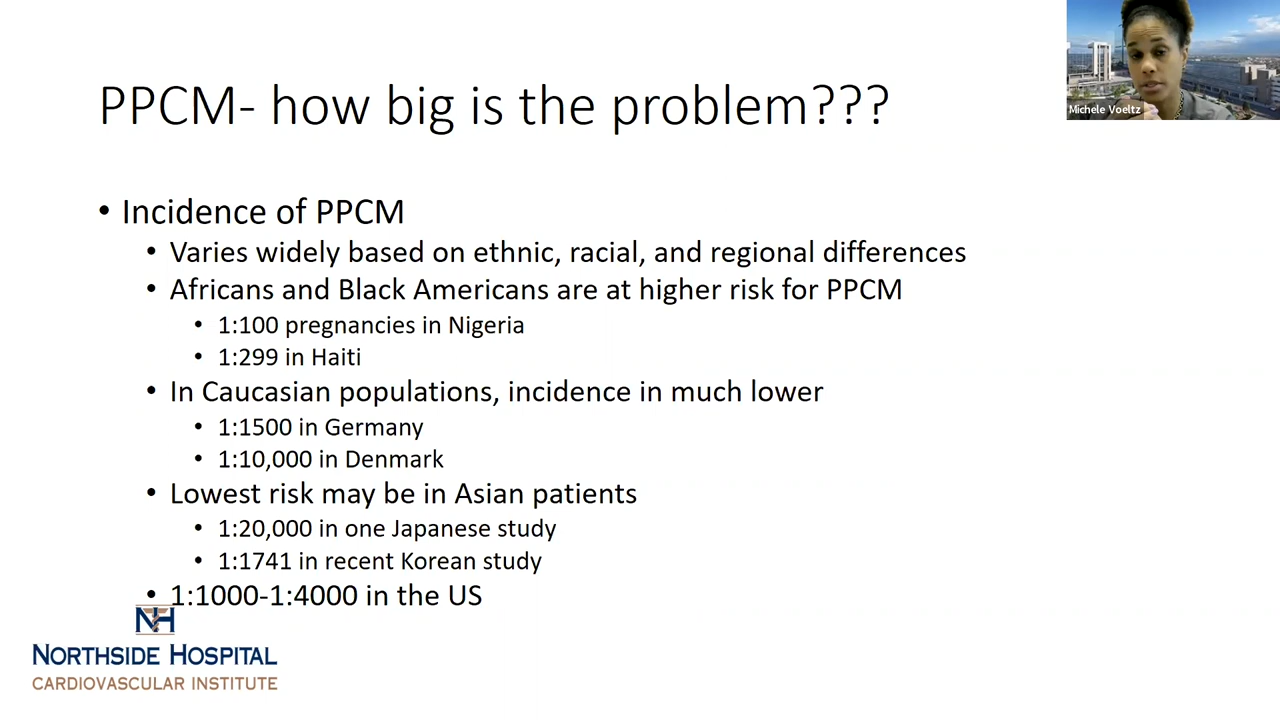 PPCM- how big is the problem???
Michele Voeltz
• Incidence of PPCM
• Varies widely based on ethnic, racial, and regional differences
• Africans and Black Americans are at higher risk for PPCM
• 1:100 pregnancies in Nigeria
• 1:299 in Haiti
• In Caucasian populations, incidence in much lower
• 1:1500 in Germany
• 1:10,000 in Denmark
• Lowest risk may be in Asian patients
• 1:20,000 in one Japanese study
• 1:1741 in recent Korean study
• 1:1000-1:4000 in the US
NH
NORTHSIDE HOSPITAL
CARDIOVASCULAR INSTITUTE